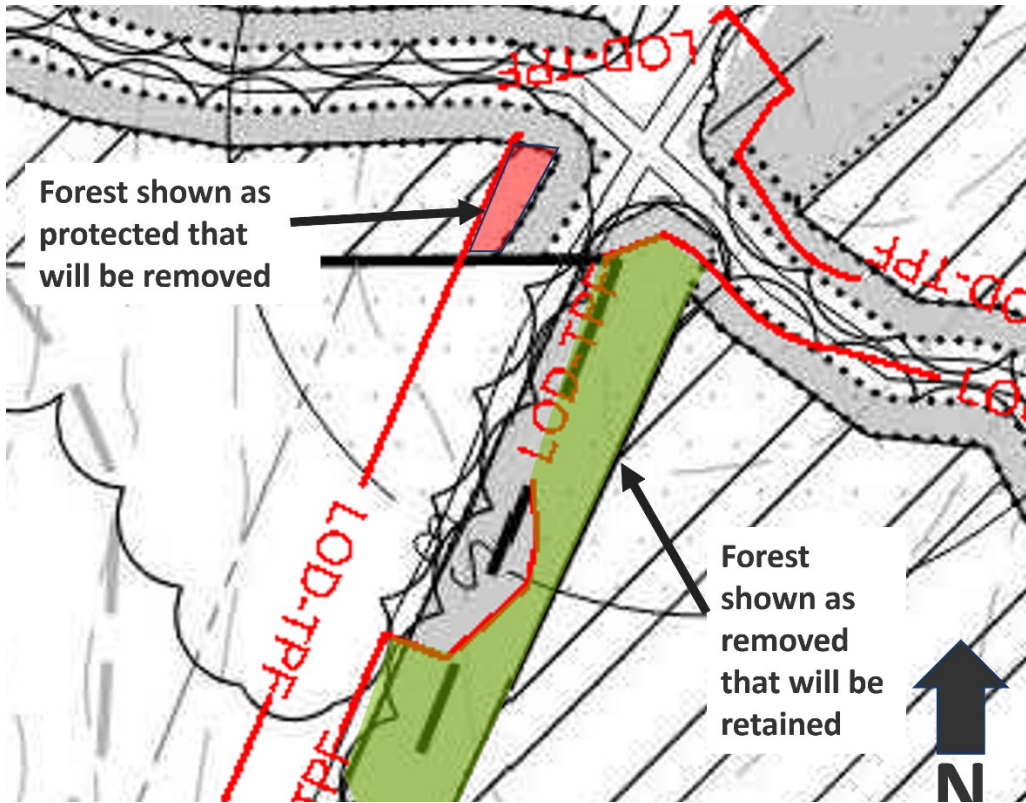 LOD-TPF
Forest shown as
protected that
will be removed
LOD-TPF
LOD-TPF
LOD-TPF
Forest
shown as
removed
that will be
retained
N